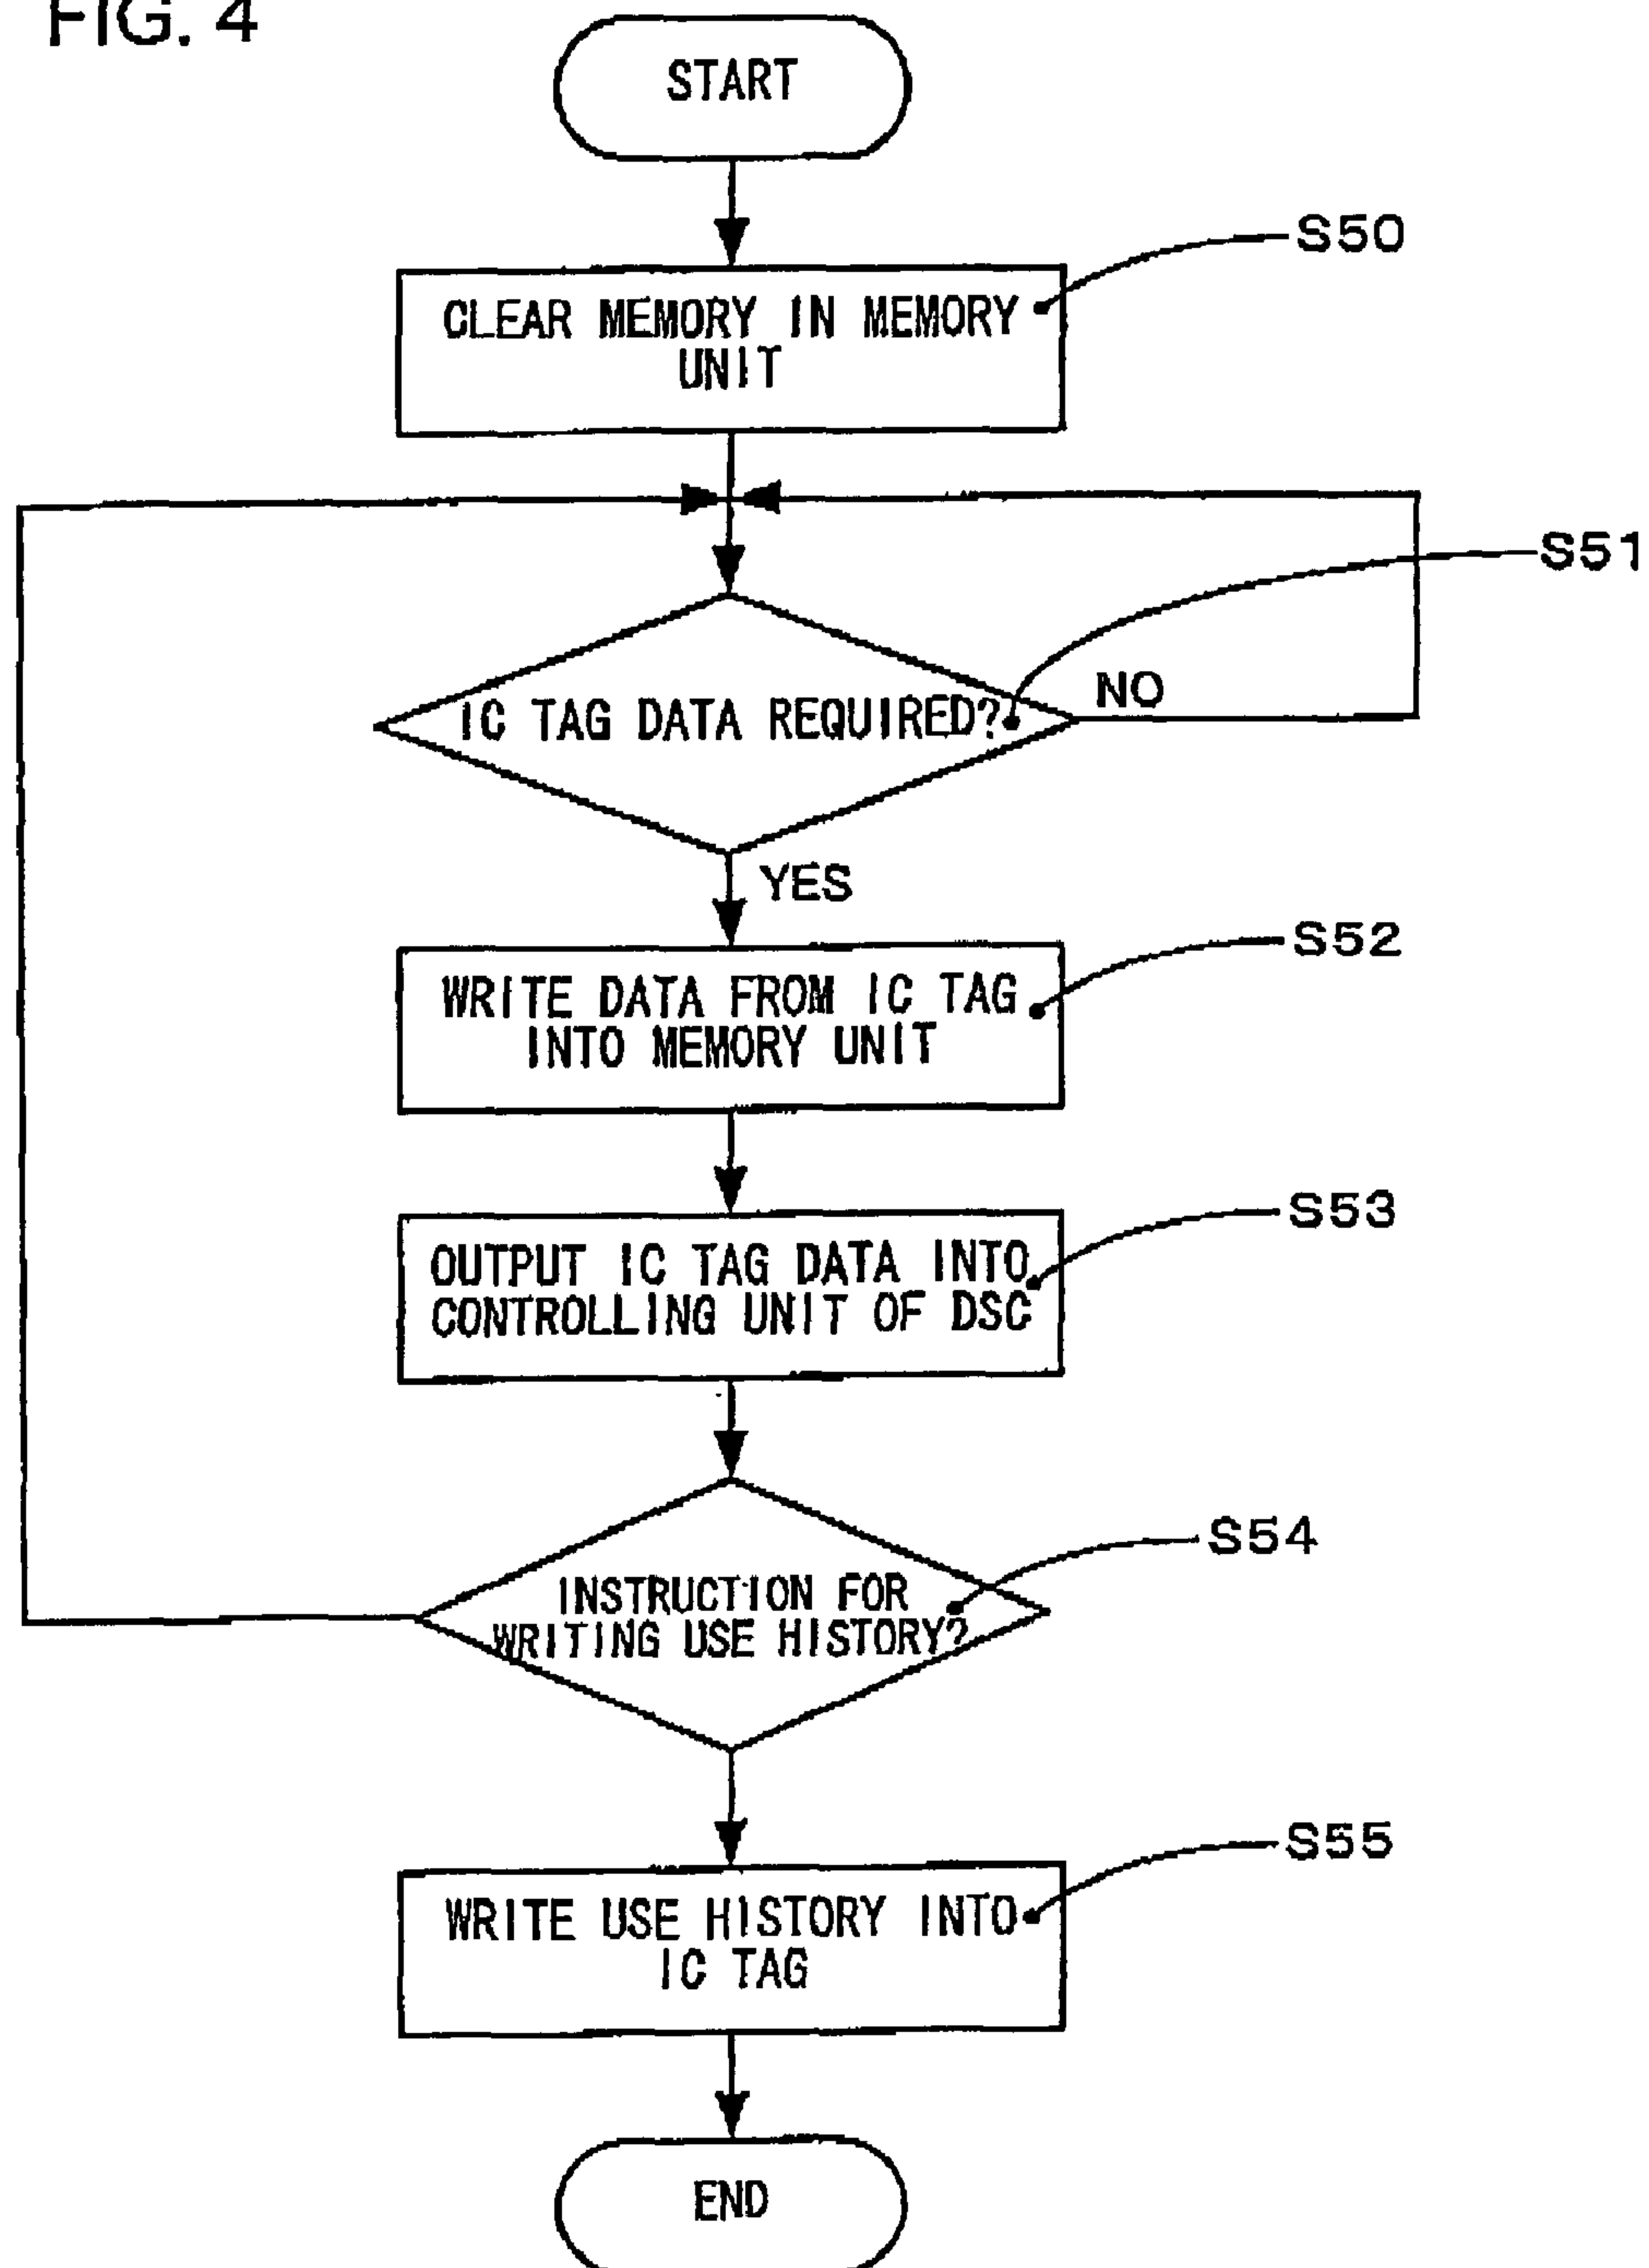 FIG. 4
START
S50
CLEAR MEMORY IN MEMORY
UNIT
S51
IC TAG DATA REQUIRED?
NO
YES
S52
WRITE DATA FROM IC TAG
INTO MEMORY UNIT
S53
OUTPUT IC TAG DATA INTO
CONTROLLING UNIT OF DSC
S54
INSTRUCTION FOR
WRITING USE HISTORY?
S55
WRITE USE HISTORY INTO
IC TAG
END